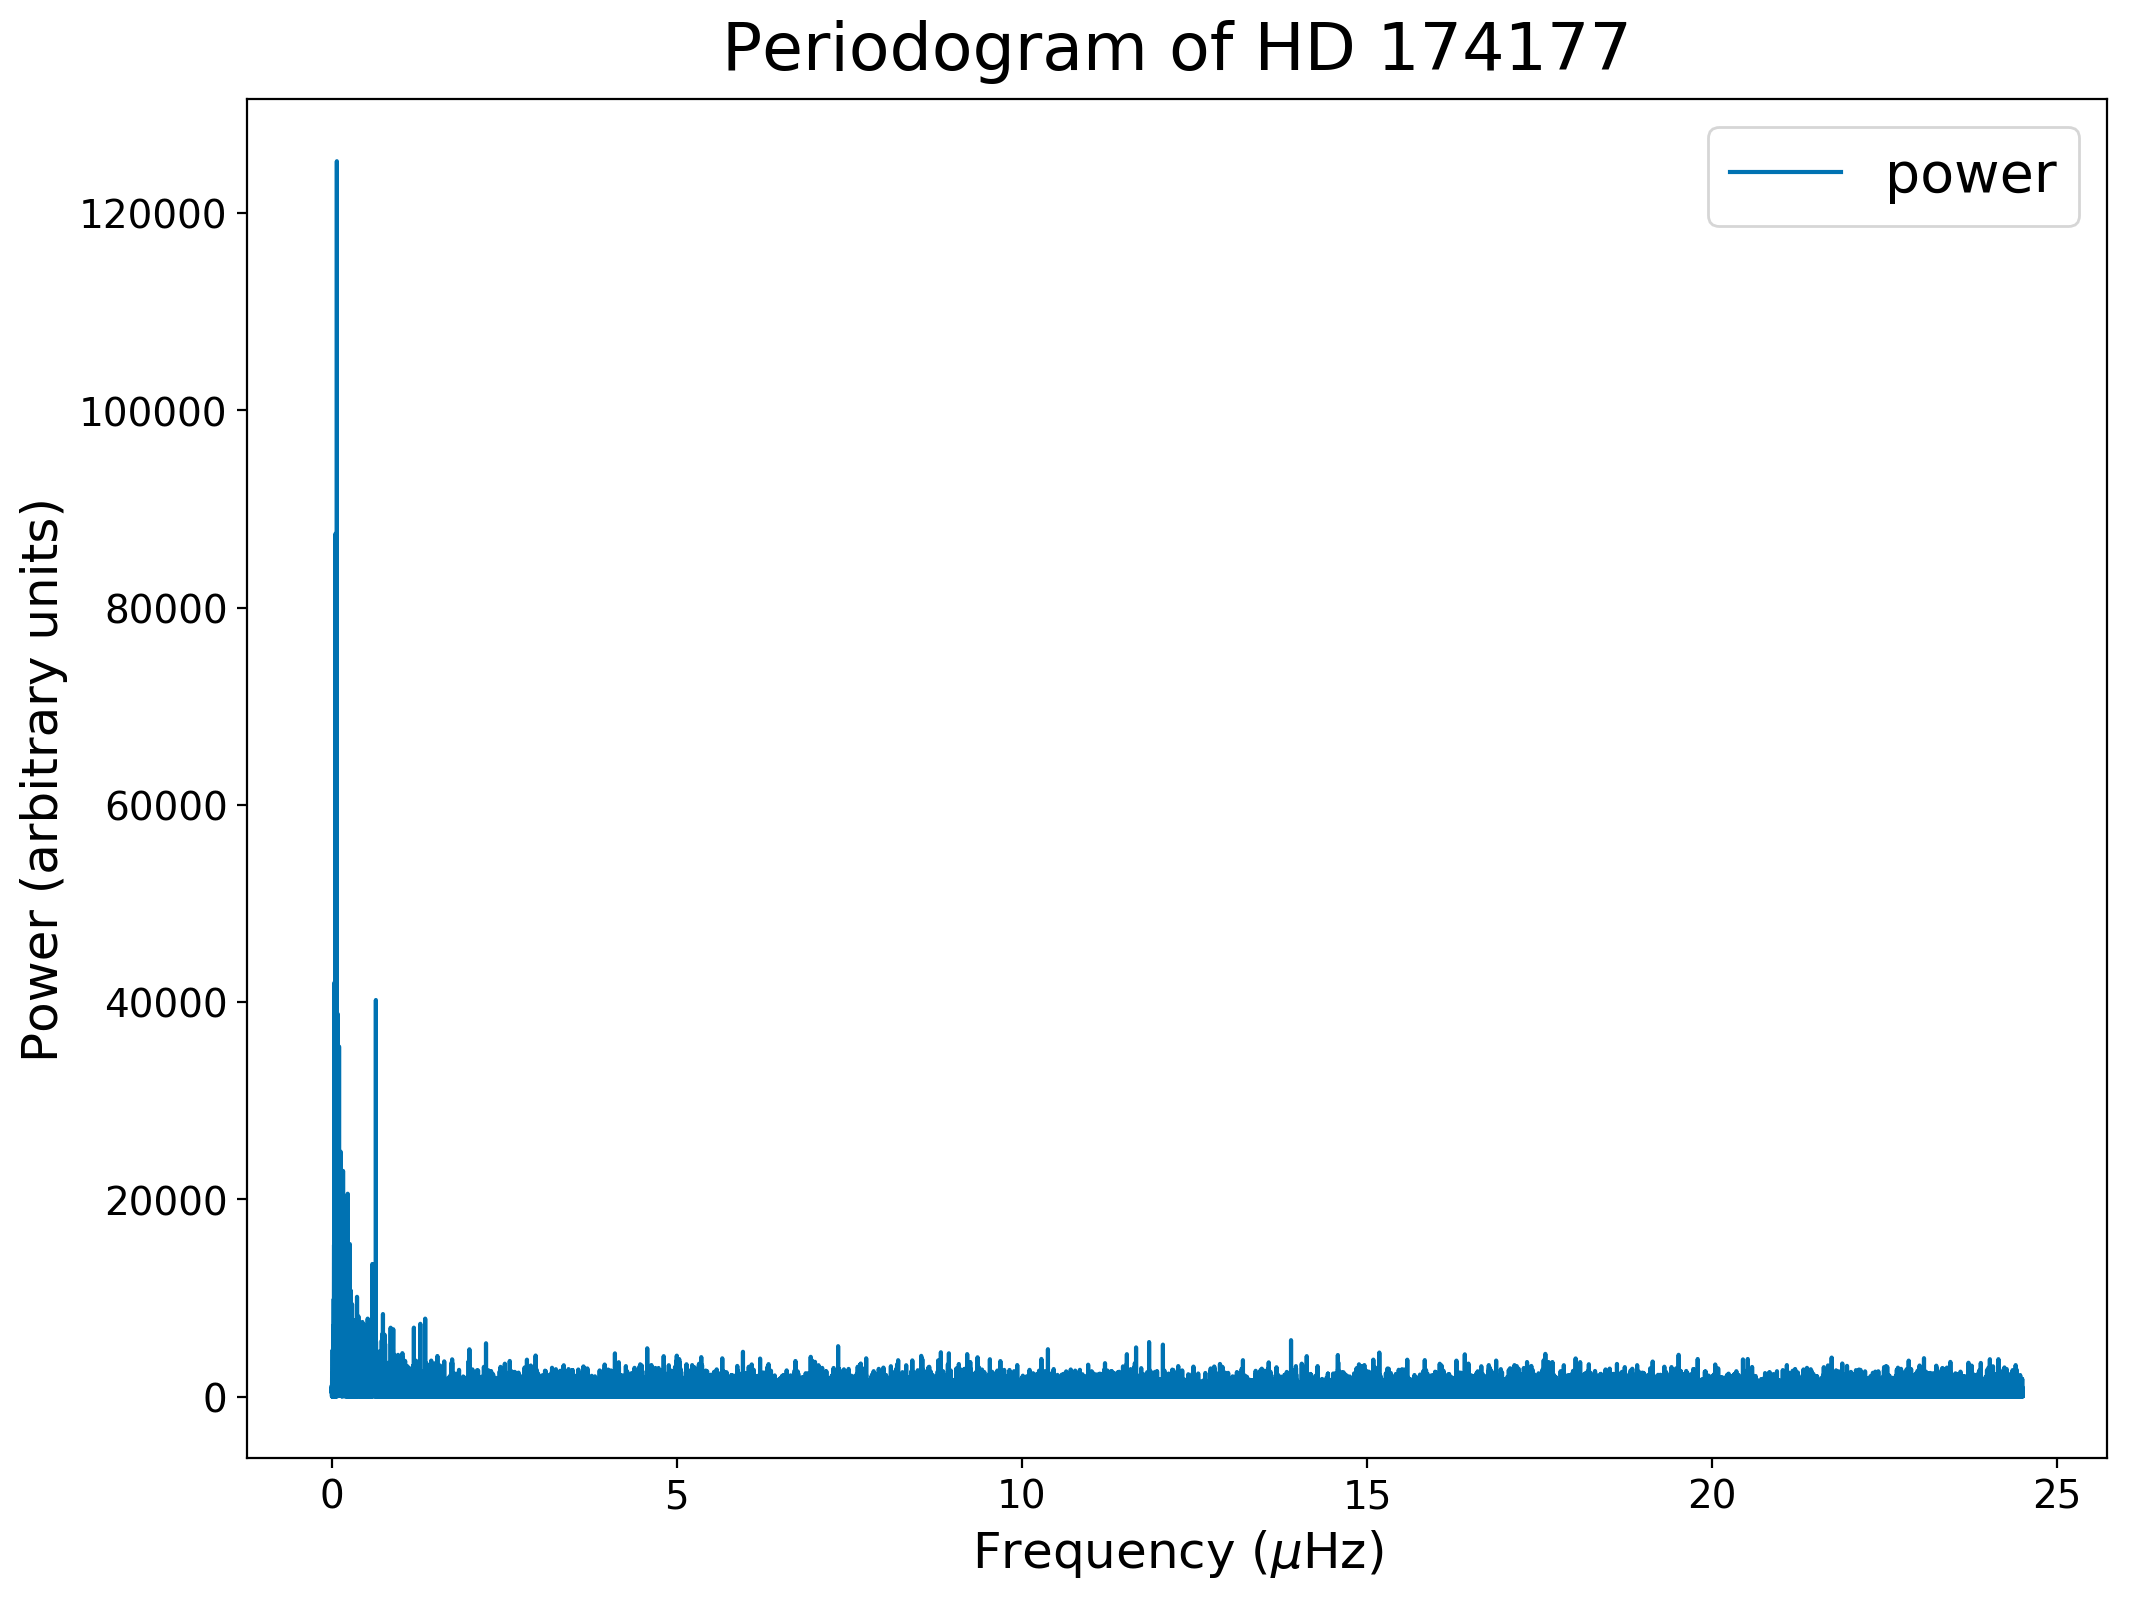 Periodogram of HD 174177
power
Power (arbitrary units)
120000
100000
80000
60000
40000
20000
0
0 5 10 15 20 25
Frequency (μHz)